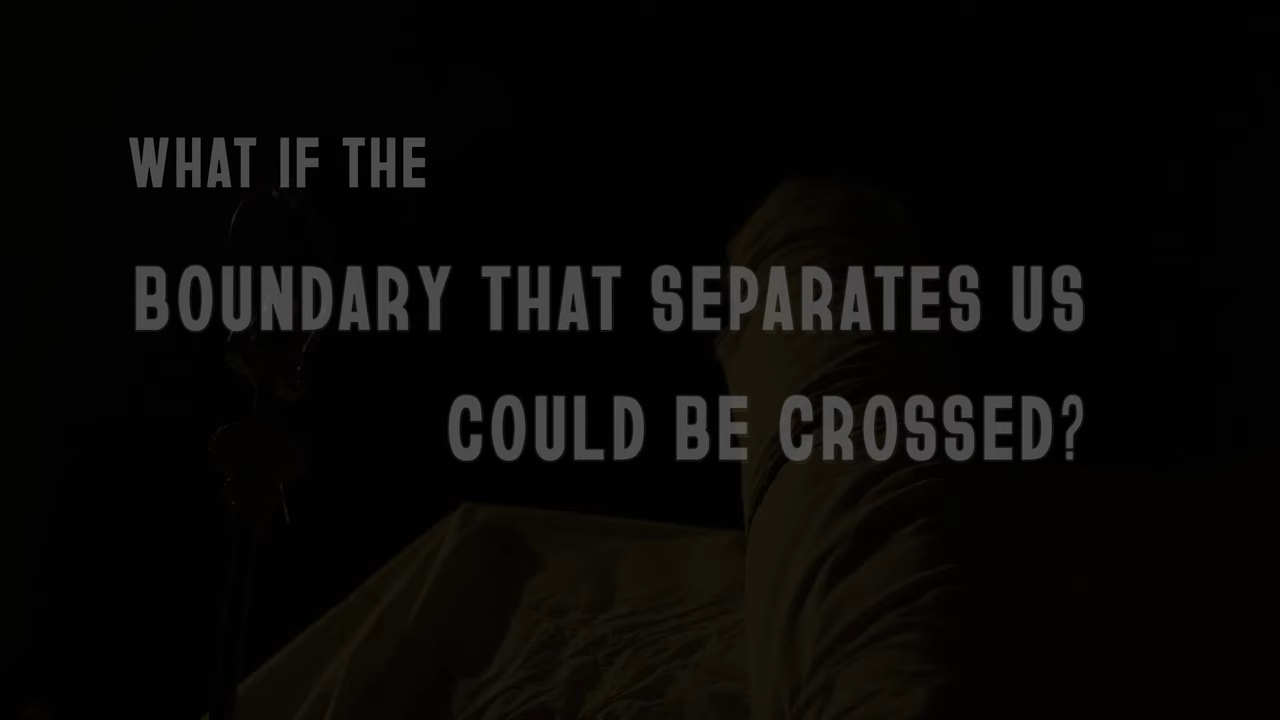 WHAT IF THE
BOUNDARY THAT SEPARATES US
COULD BE CROSSED?